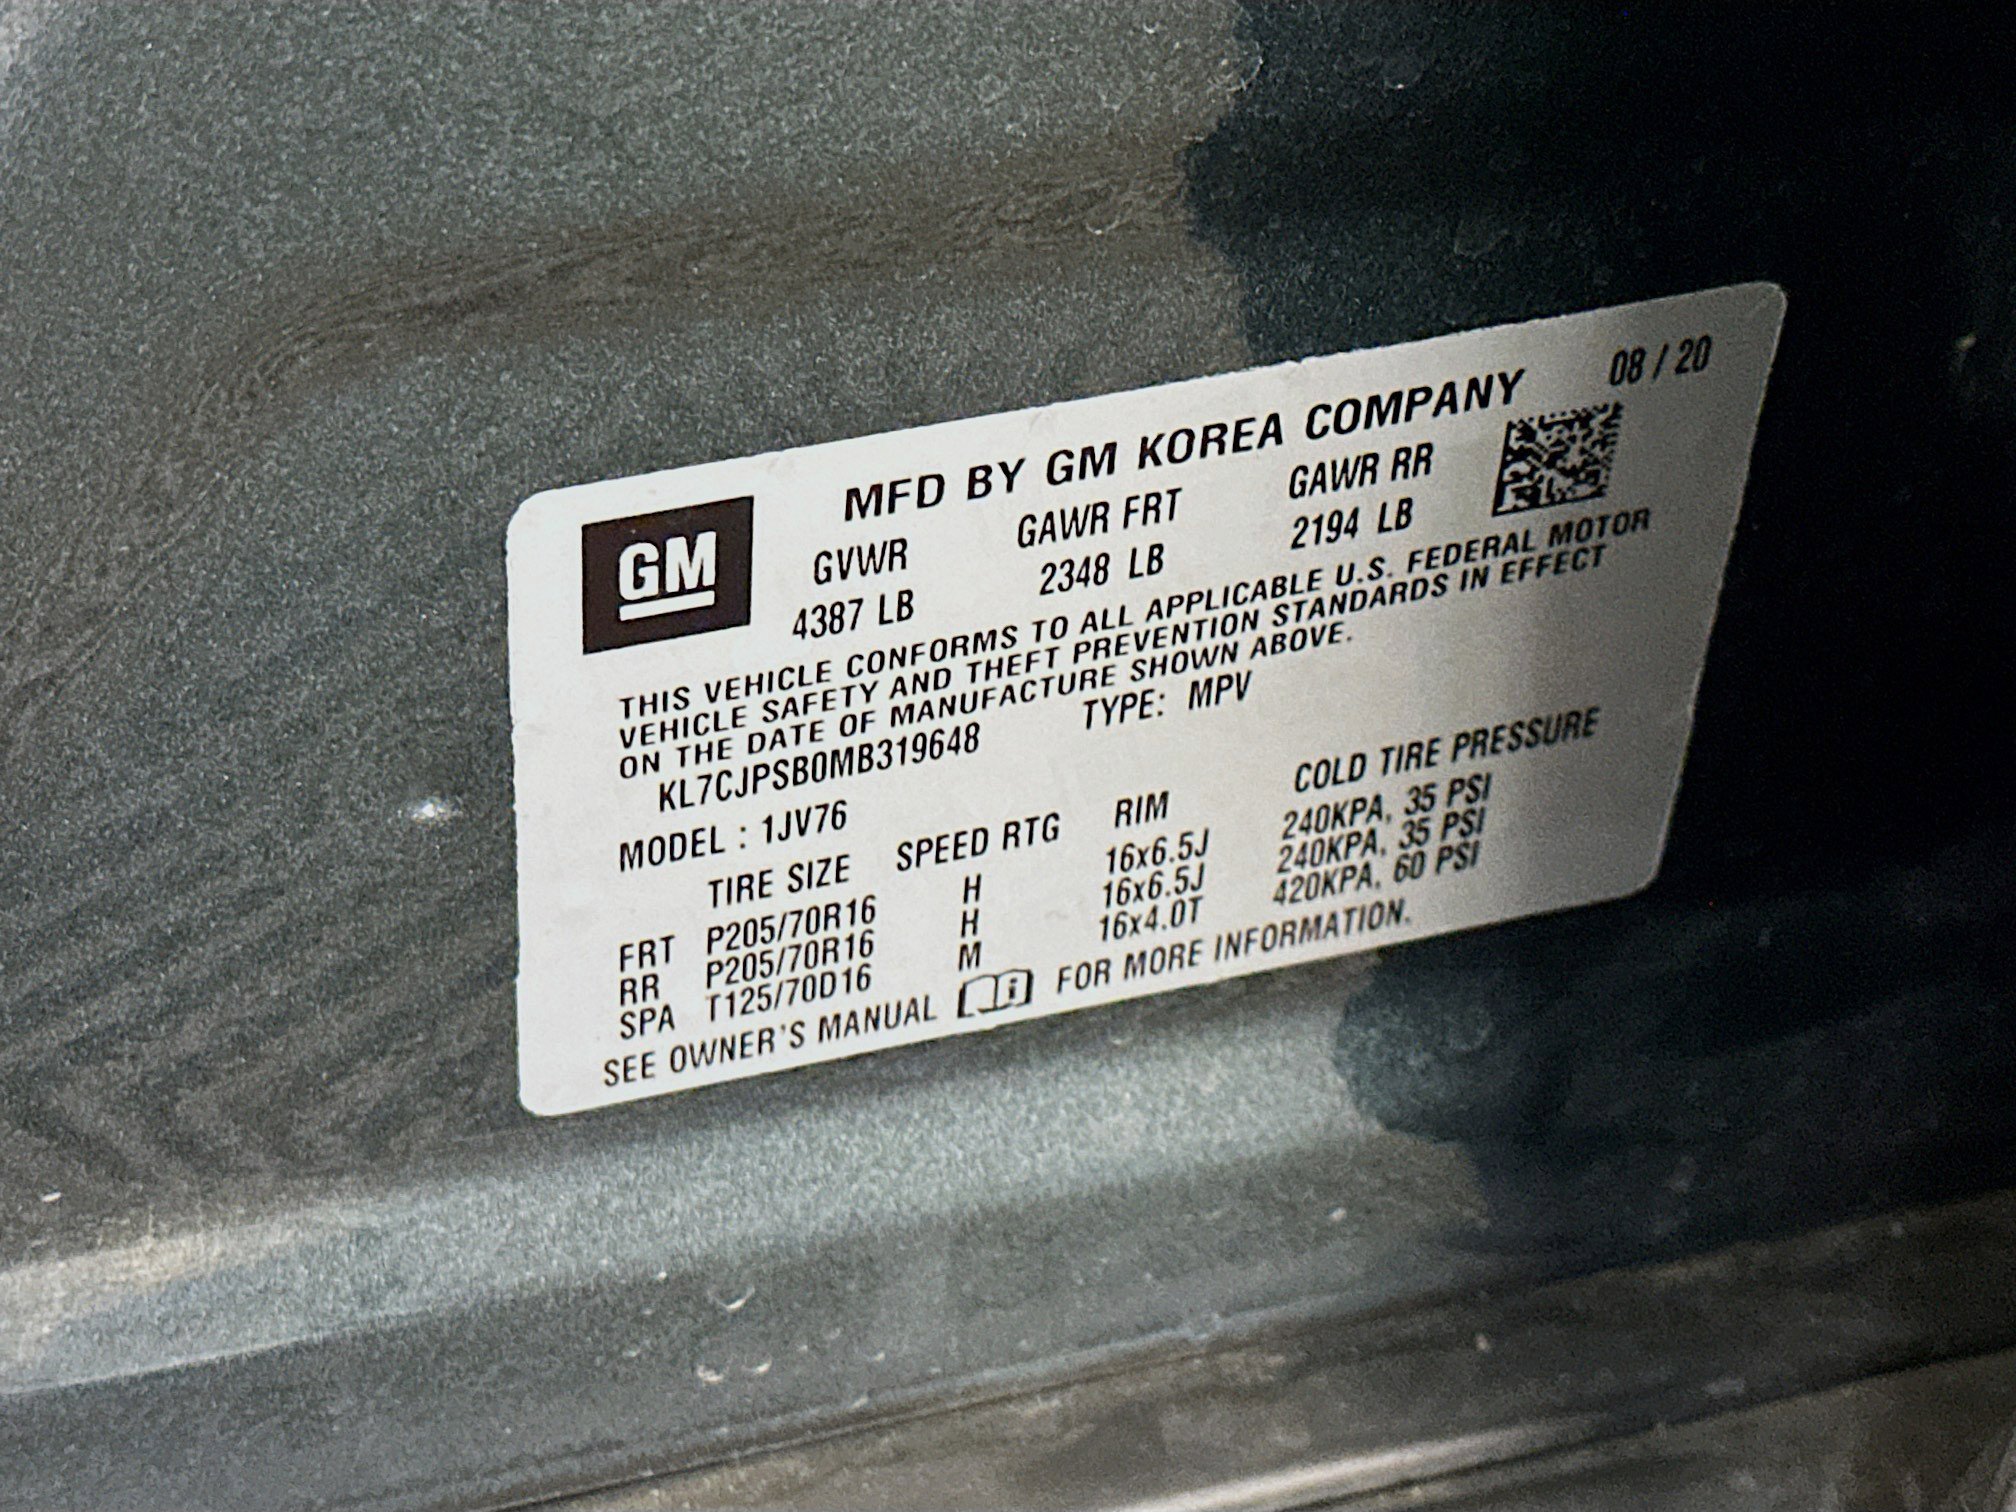 MFD BY GM KOREA COMPANY 08 / 20
GM
GVWR GAWR FRT GAWR RR
4387 LB 2348 LB 2194 LB
THIS VEHICLE CONFORMS TO ALL APPLICABLE U.S. FEDERAL MOTOR
VEHICLE SAFETY AND THEFT PREVENTION STANDARDS IN EFFECT
ON THE DATE OF MANUFACTURE SHOWN ABOVE.
KL7CJPSB0MB319648 TYPE: MPV
MODEL : 1JV76
TIRE SIZE SPEED RTG RIM COLD TIRE PRESSURE
FRT P205/70R16 H 16x6.5J 240KPA, 35 PSI
RR P205/70R16 H 16x6.5J 240KPA, 35 PSI
SPA T125/70D16 M 16x4.0T 420KPA, 60 PSI
SEE OWNER'S MANUAL i FOR MORE INFORMATION.